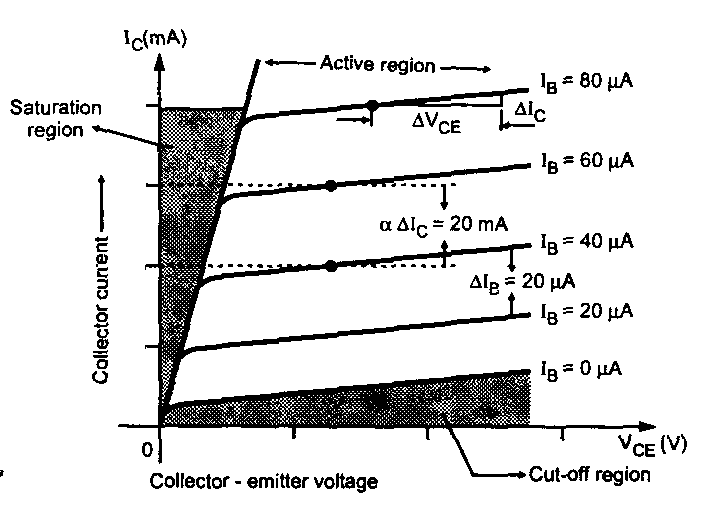 I_C(mA)
Active region
I_B = 80 μA
Saturation
region
ΔV_CE
ΔI_C
I_B = 60 μA
α ΔI_C = 20 mA
I_B = 40 μA
ΔI_B = 20 μA
I_B = 20 μA
Collector current
I_B = 0 μA
0
V_CE (V)
Collector - emitter voltage
Cut-off region